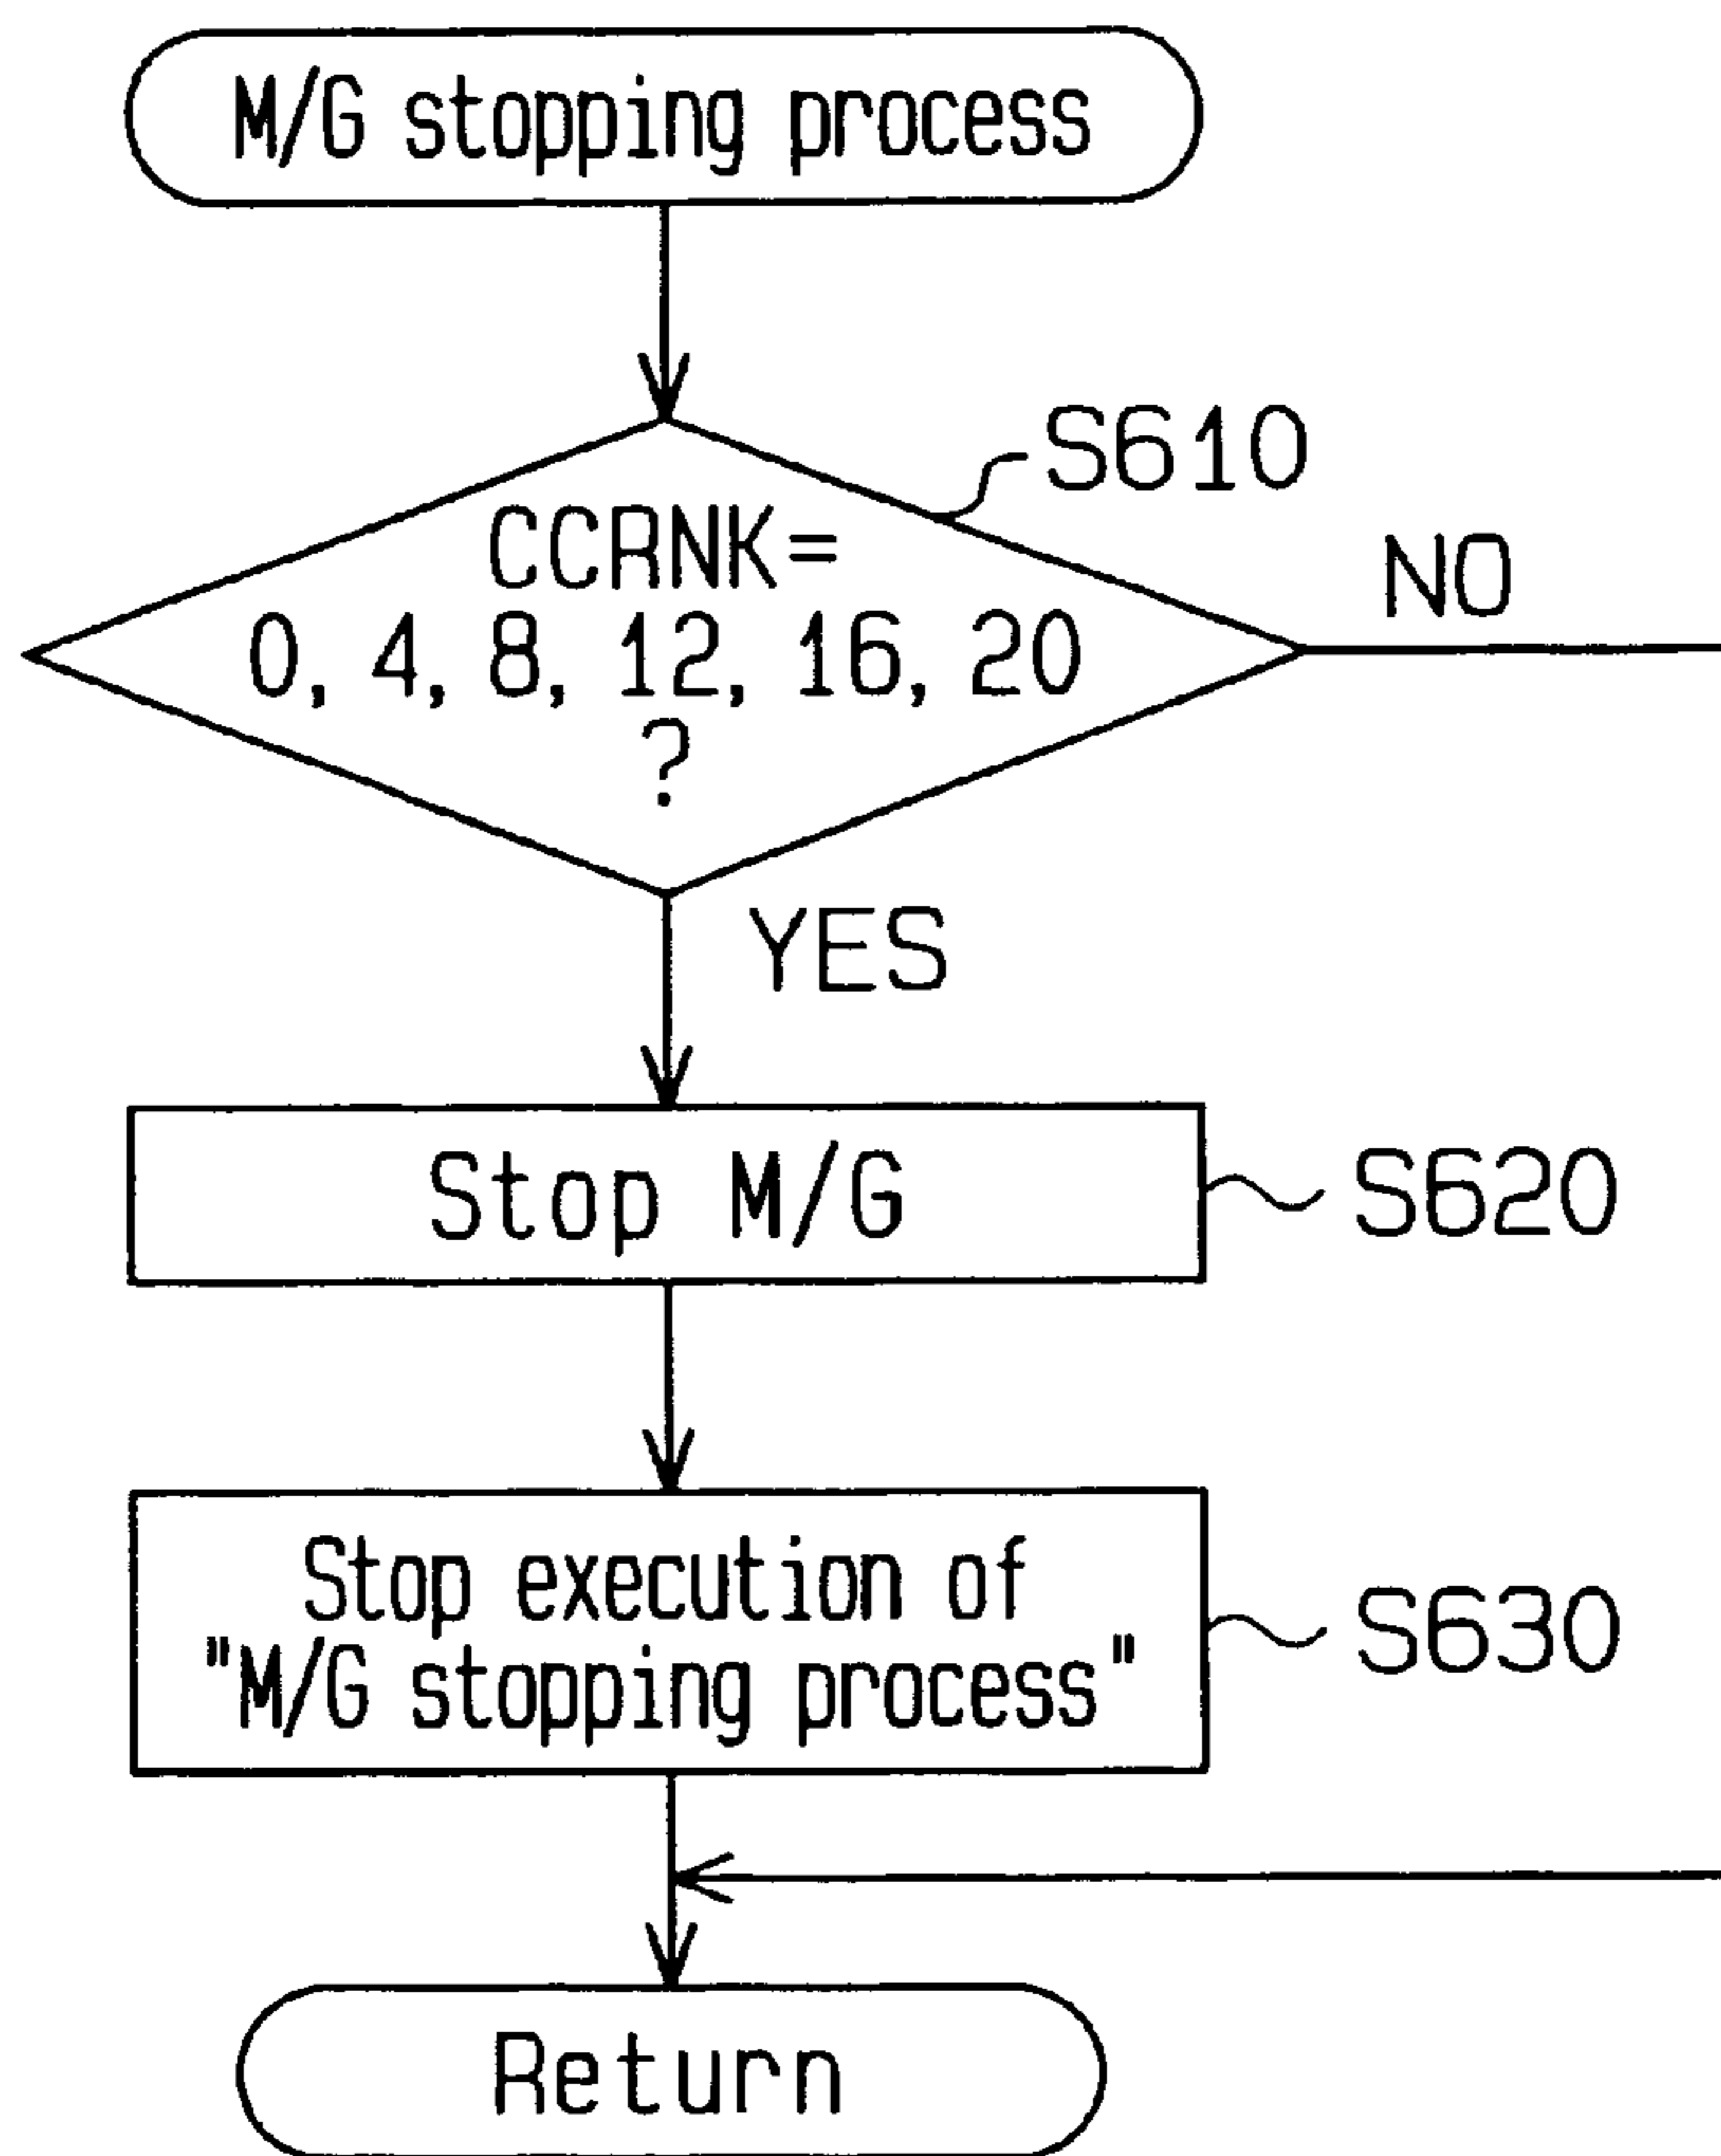 M/G stopping process
S610
CCRNK=
0, 4, 8, 12, 16, 20
?
NO
YES
Stop M/G
S620
Stop execution of
"M/G stopping process"
S630
Return